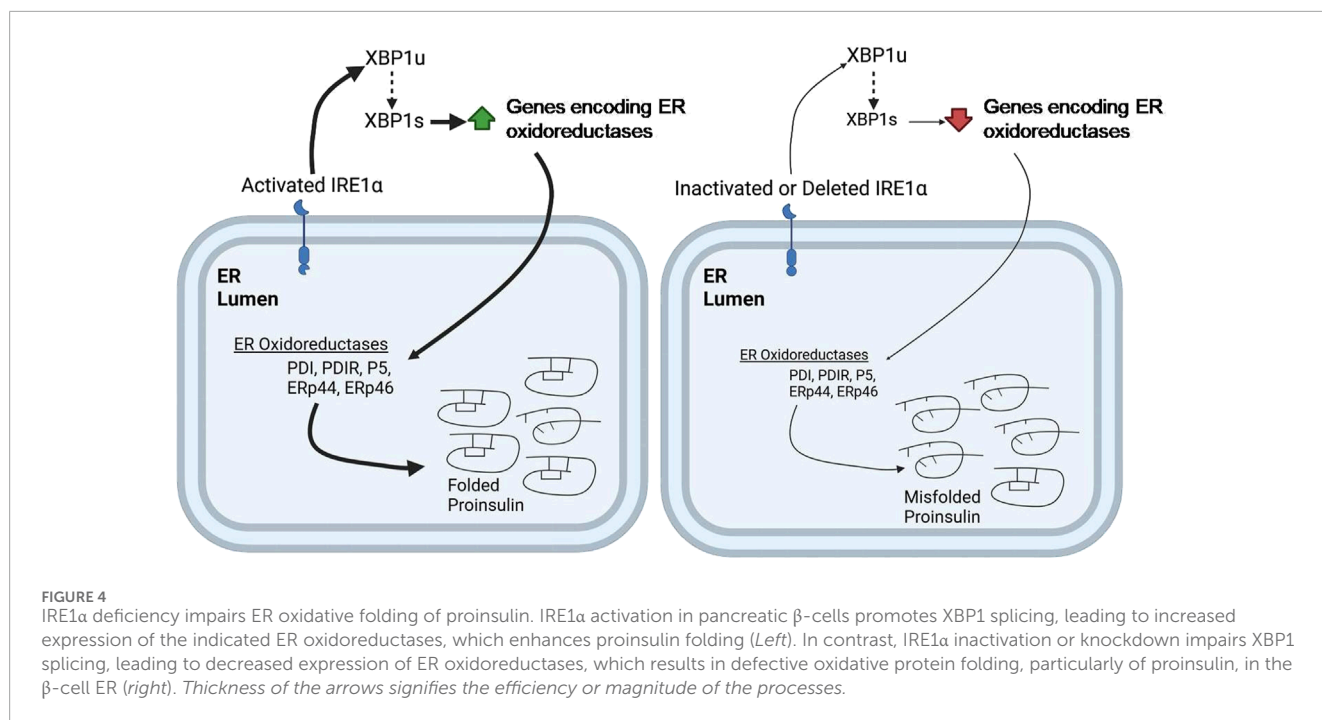 XBP1u
XBP1s
Genes encoding ER
oxidoreductases
Activated IRE1α
ER
Lumen
ER Oxidoreductases
PDI, PDIR, P5,
ERp44, ERp46
Folded
Proinsulin
XBP1u
XBP1s
Genes encoding ER
oxidoreductases
Inactivated or Deleted IRE1α
ER
Lumen
ER Oxidoreductases
PDI, PDIR, P5,
ERp44, ERp46
Misfolded
Proinsulin
FIGURE 4
IRE1α deficiency impairs ER oxidative folding of proinsulin. IRE1α activation in pancreatic β-cells promotes XBP1 splicing, leading to increased
expression of the indicated ER oxidoreductases, which enhances proinsulin folding (Left). In contrast, IRE1α inactivation or knockdown impairs XBP1
splicing, leading to decreased expression of ER oxidoreductases, which results in defective oxidative protein folding, particularly of proinsulin, in the
β-cell ER (right). Thickness of the arrows signifies the efficiency or magnitude of the processes.